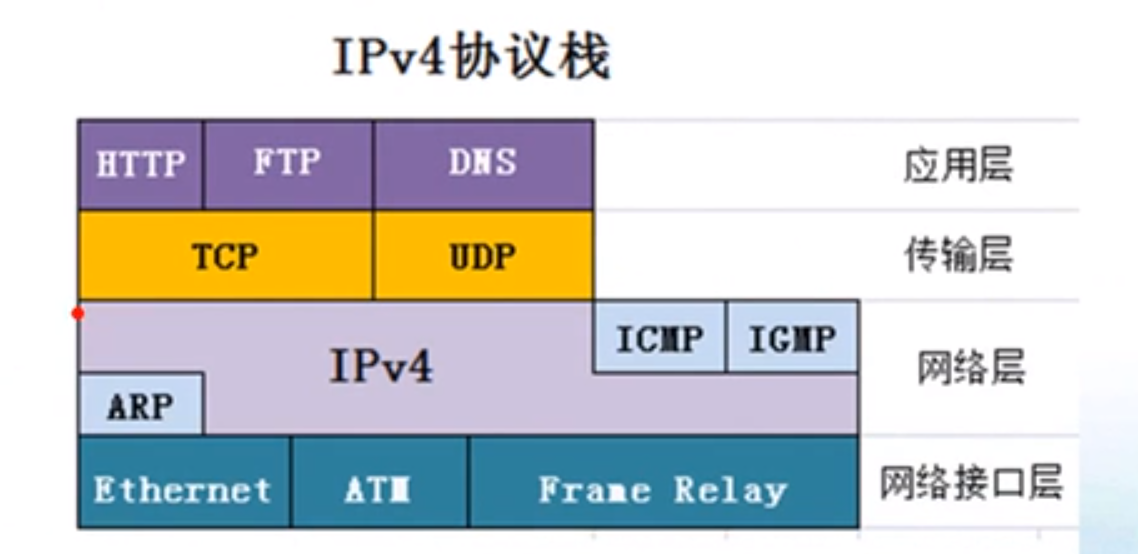 IPv4协议栈
HTTP FTP DNS 应用层
TCP UDP 传输层
ICMP IGMP
IPv4 网络层
ARP
Ethernet ATM Frame Relay 网络接口层